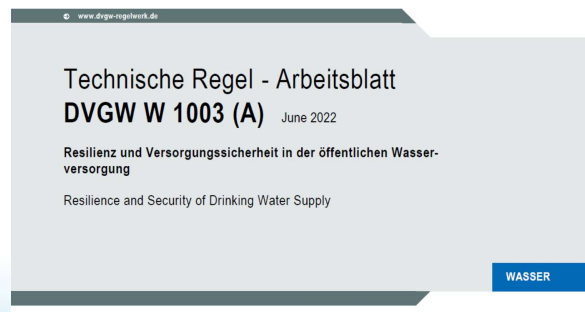 www.dvgw-regelwerk.de
Technische Regel - Arbeitsblatt
DVGW W 1003 (A) June 2022
Resilienz und Versorgungssicherheit in der öffentlichen Wasser-
versorgung
Resilience and Security of Drinking Water Supply
WASSER